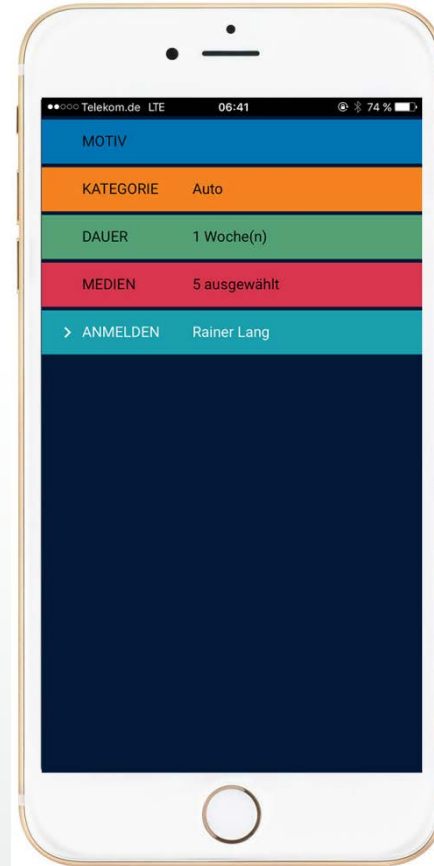 Telekom.de LTE 06:41 74 %
MOTIV
KATEGORIE Auto
DAUER 1 Woche(n)
MEDIEN 5 ausgewählt
ANMELDEN Rainer Lang